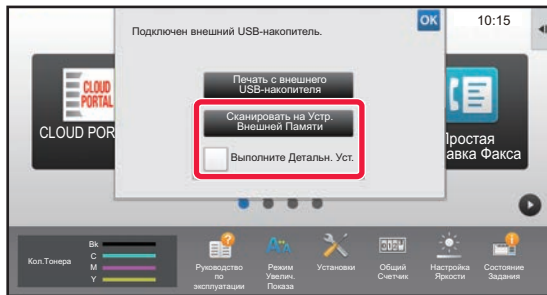 Подключен внешний USB-накопитель.
OK
10:15
Печать с внешнего
USB-накопителя
Сканировать на Устр.
Внешней Памяти
Выполните Детальн. Уст.
CLOUD
PORTAL
CLOUD POR
Простая
авка Факса
Кол.Тонера
Bk
C
M
Y
Руководство
по
эксплуатации
Режим
Увелич.
Показа
Установки
Общий
Счетчик
Настройка
Яркости
Состояние
Задания